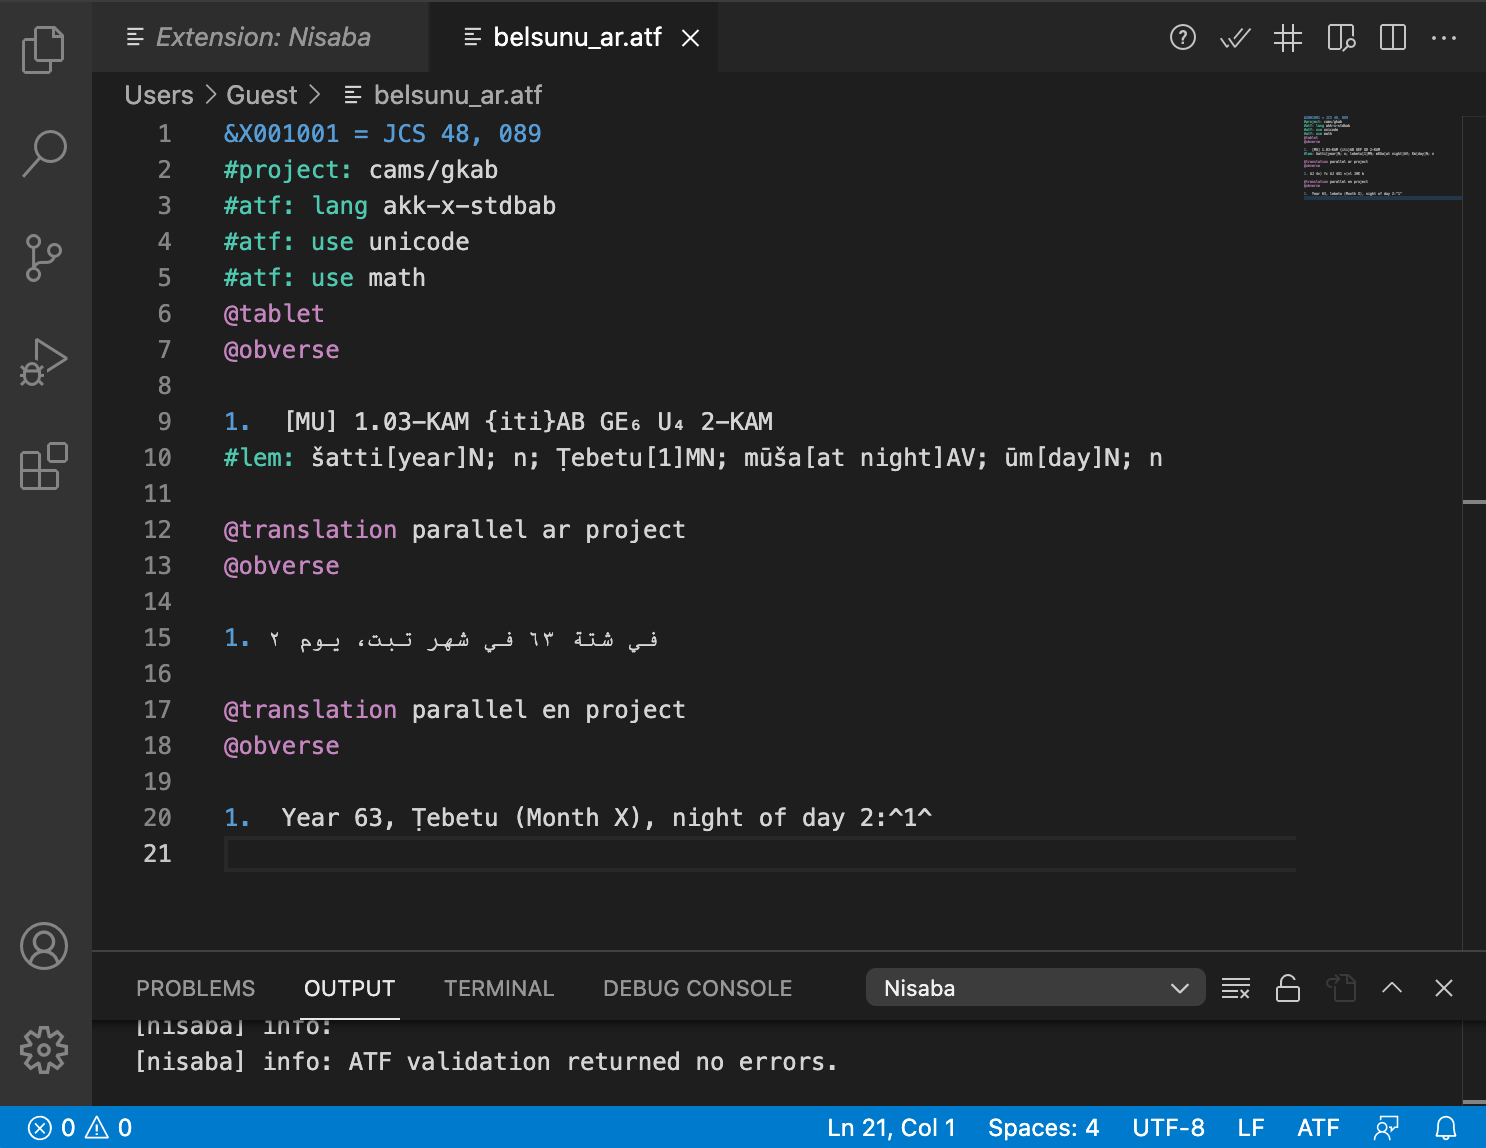 Extension: Nisaba
belsunu_ar.atf
Users > Guest > belsunu_ar.atf
1 &X001001 = JCS 48, 089
2 #project: cams/gkab
3 #atf: lang akk-x-stdbab
4 #atf: use unicode
5 #atf: use math
6 @tablet
7 @obverse
8
9 1.  [MU] 1.03-KAM {iti}AB GE₆ U₄ 2-KAM
10 #lem: šatti[year]N; n; Ṭebetu[1]MN; mūša[at night]AV; ūm[day]N; n
11
12 @translation parallel ar project
13 @obverse
14
15 1. في شتة ٦٣ في شهر تبت، يوم ٢
16
17 @translation parallel en project
18 @obverse
19
20 1.  Year 63, Ṭebetu (Month X), night of day 2:^1^
21
PROBLEMS OUTPUT TERMINAL DEBUG CONSOLE Nisaba
[nisaba] info:
[nisaba] info: ATF validation returned no errors.
0 0 Ln 21, Col 1 Spaces: 4 UTF-8 LF ATF